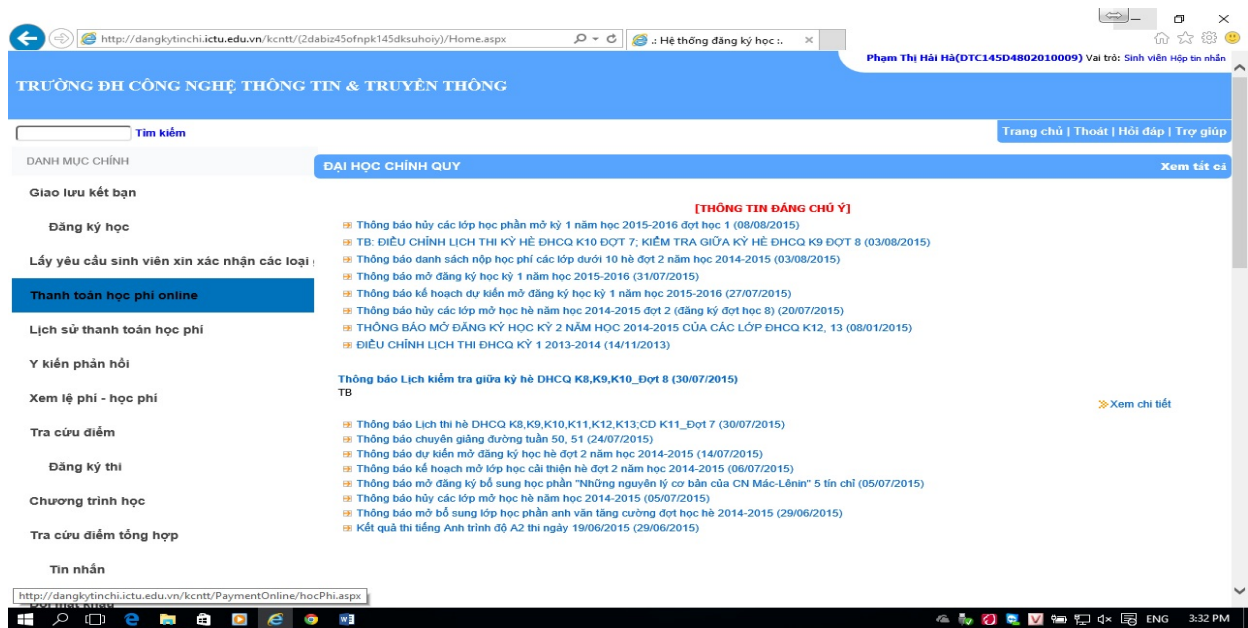 http://dangkytinchi.ictu.edu.vn/kcntt/(2dabiz45ofnpk145dksuhoiy)/Home.aspx
.: Hệ thống đăng ký học :.
Phạm Thị Hải Hà(DTC145D4802010009) Vai trò: Sinh viên Hộp tin nhắn
TRƯỜNG ĐH CÔNG NGHỆ THÔNG TIN & TRUYỀN THÔNG
Tìm kiếm
Trang chủ | Thoát | Hỏi đáp | Trợ giúp
DANH MỤC CHÍNH
Giao lưu kết bạn
Đăng ký học
Lấy yêu cầu sinh viên xin xác nhận các loại
Thanh toán học phí online
Lịch sử thanh toán học phí
Ý kiến phản hồi
Xem lệ phí - học phí
Tra cứu điểm
Đăng ký thi
Chương trình học
Tra cứu điểm tổng hợp
Tin nhắn
Đổi mật khẩu
ĐẠI HỌC CHÍNH QUY
Xem tất cả
[THÔNG TIN ĐÁNG CHÚ Ý]
Thông báo hủy các lớp học phần mở kỳ 1 năm học 2015-2016 đợt học 1 (08/08/2015)
TB: ĐIỀU CHỈNH LỊCH THI KỲ HÈ ĐHCQ K10 ĐỢT 7; KIỂM TRA GIỮA KỲ HÈ ĐHCQ K9 ĐỢT 8 (03/08/2015)
Thông báo danh sách nộp học phí các lớp dưới 10 hè đợt 2 năm học 2014-2015 (03/08/2015)
Thông báo mở đăng ký học kỳ 1 năm học 2015-2016 (31/07/2015)
Thông báo kế hoạch dự kiến mở đăng ký học kỳ 1 năm học 2015-2016 (27/07/2015)
Thông báo hủy các lớp mở học hè năm học 2014-2015 đợt 2 (đăng ký đợt học 8) (20/07/2015)
THÔNG BÁO MỞ ĐĂNG KÝ HỌC KỲ 2 NĂM HỌC 2014-2015 CỦA CÁC LỚP ĐHCQ K12, 13 (08/01/2015)
ĐIỀU CHỈNH LỊCH THI ĐHCQ KỲ 1 2013-2014 (14/11/2013)
Thông báo Lịch kiểm tra giữa kỳ hè DHCQ K8,K9,K10_Đợt 8 (30/07/2015)
TB
Xem chi tiết
Thông báo Lịch thi hè DHCQ K8,K9,K10,K11,K12,K13;CD K11_Đợt 7 (30/07/2015)
Thông báo chuyên giảng đường tuần 50, 51 (24/07/2015)
Thông báo dự kiến mở đăng ký học hè đợt 2 năm học 2014-2015 (14/07/2015)
Thông báo kế hoạch mở lớp học cải thiện hè đợt 2 năm học 2014-2015 (06/07/2015)
Thông báo mở đăng ký bổ sung học phần "Những nguyên lý cơ bản của CN Mác-Lênin" 5 tín chỉ (05/07/2015)
Thông báo hủy các lớp mở học hè năm học 2014-2015 (05/07/2015)
Thông báo mở bổ sung lớp học phần anh văn tăng cường đợt học hè 2014-2015 (29/06/2015)
Kết quả thi tiếng Anh trình độ A2 thi ngày 19/06/2015 (29/06/2015)
http://dangkytinchi.ictu.edu.vn/kcntt/PaymentOnline/hocPhi.aspx
ENG
3:32 PM